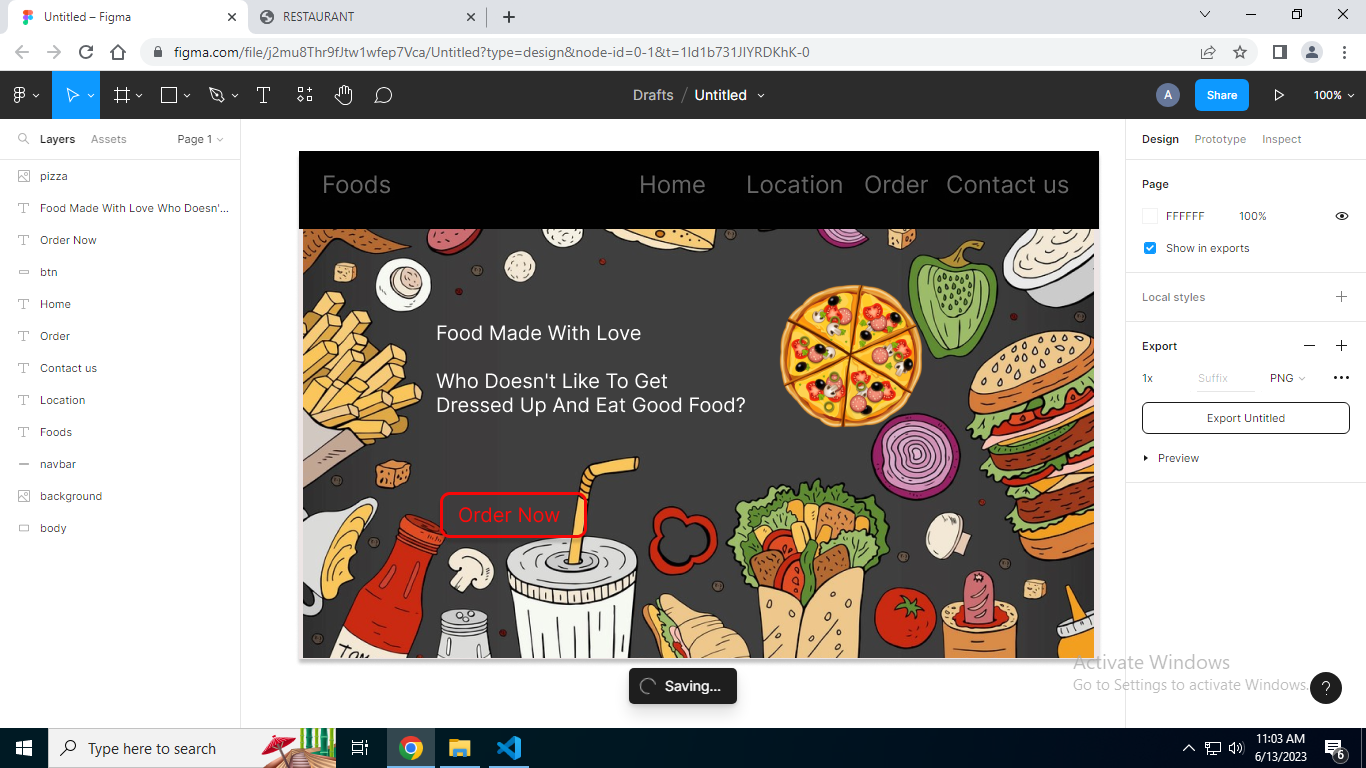 Untitled – Figma
RESTAURANT
figma.com/file/j2mu8Thr9fJtw1wfep7Vca/Untitled?type=design&node-id=0-1&t=1ld1b731JIYRDKhK-0
Drafts / Untitled
A
Share
100%
Layers
Assets
Page 1
pizza
Food Made With Love Who Doesn'...
Order Now
btn
Home
Order
Contact us
Location
Foods
navbar
background
body
Foods
Home
Location
Order
Contact us
Food Made With Love
Who Doesn't Like To Get
Dressed Up And Eat Good Food?
Order Now
Saving...
Design
Prototype
Inspect
Page
FFFFFF
100%
Show in exports
Local styles
Export
1x
Suffix
PNG
Export Untitled
Preview
Activate Windows
Go to Settings to activate Windows.
?
Type here to search
11:03 AM
6/13/2023
6